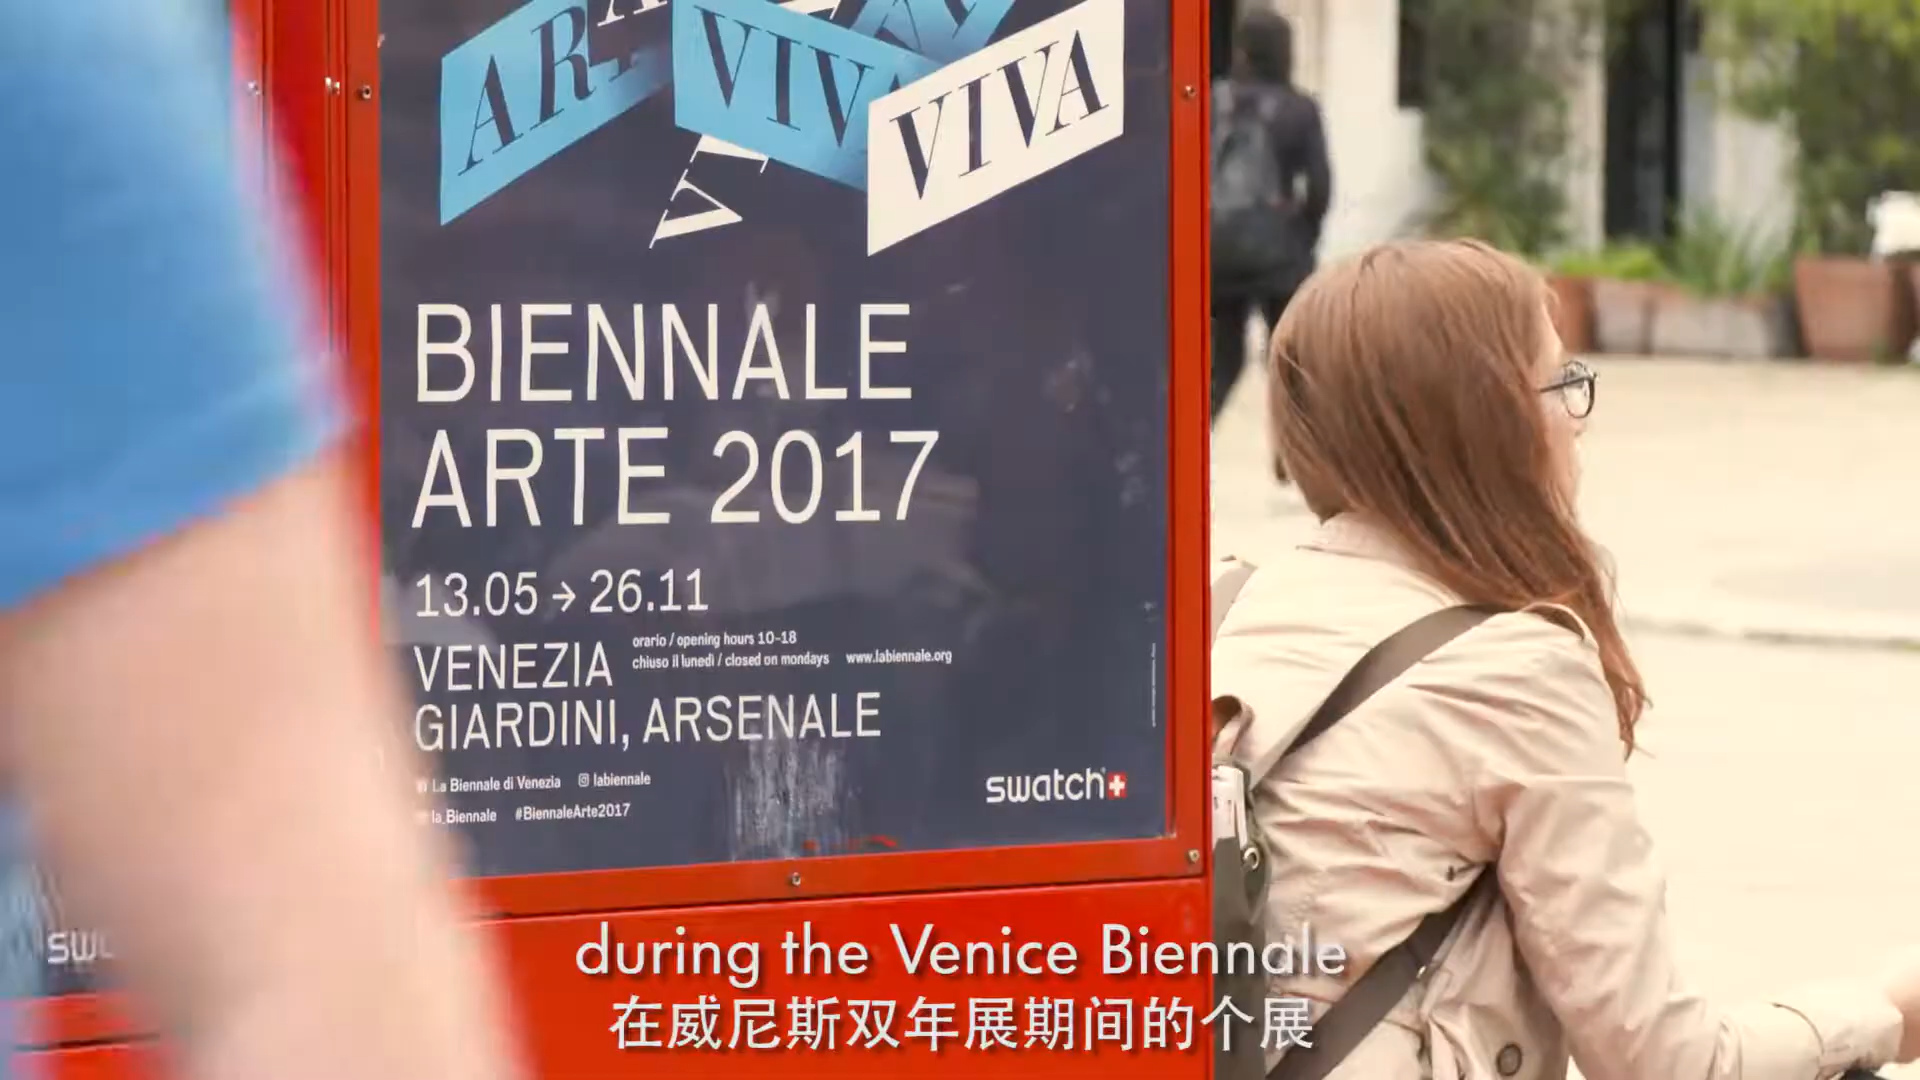 VIVA
VIVA
BIENNALE
ARTE 2017
13.05 → 26.11
VENEZIA
orario / opening hours 10-18
chiuso il lunedì / closed on mondays www.labiennale.org
GIARDINI, ARSENALE
La Biennale di Venezia labiennale
la_Biennale #BiennaleArte2017
swatch
during the Venice Biennale
在威尼斯双年展期间的个展